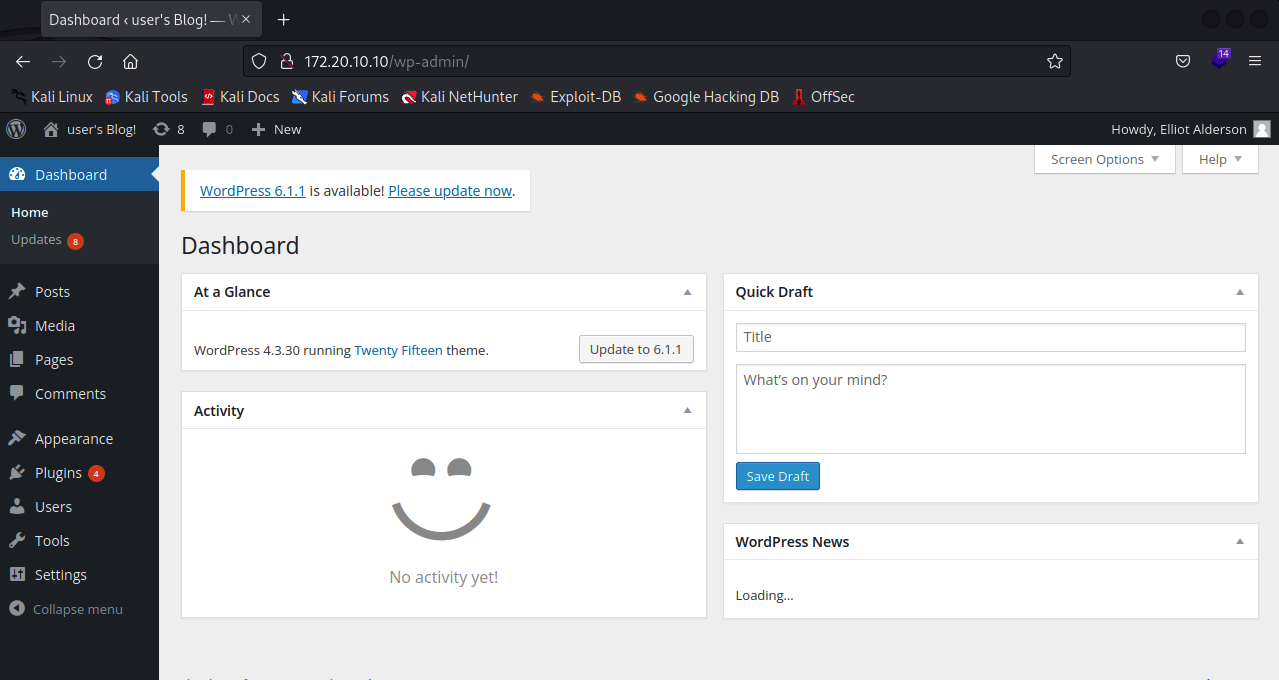 Dashboard ‹ user's Blog! — W
172.20.10.10/wp-admin/
14
Kali Linux Kali Tools Kali Docs Kali Forums Kali NetHunter Exploit-DB Google Hacking DB OffSec
user's Blog! 8 0 New Howdy, Elliot Alderson
Screen Options Help
Dashboard
Home
Updates 8
Posts
Media
Pages
Comments
Appearance
Plugins 4
Users
Tools
Settings
Collapse menu
WordPress 6.1.1 is available! Please update now.
Dashboard
At a Glance
WordPress 4.3.30 running Twenty Fifteen theme. Update to 6.1.1
Activity
No activity yet!
Quick Draft
Title
What's on your mind?
Save Draft
WordPress News
Loading...